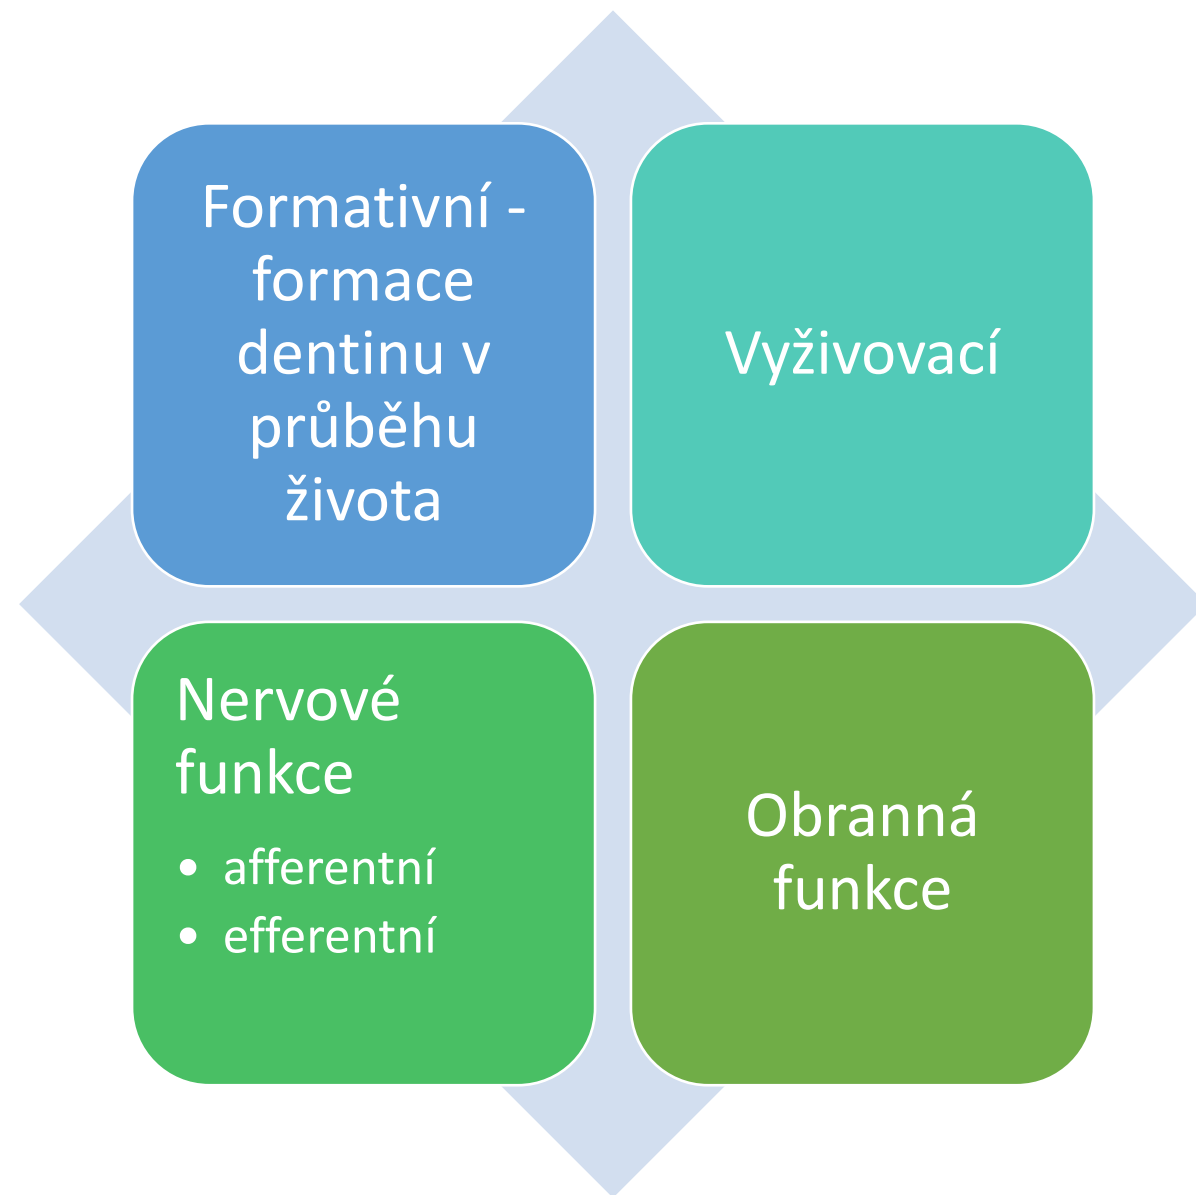 Formativní -
formace
dentinu v
průběhu
života
Vyživovací
Nervové
funkce
• afferentní
• efferentní
Obranná
funkce